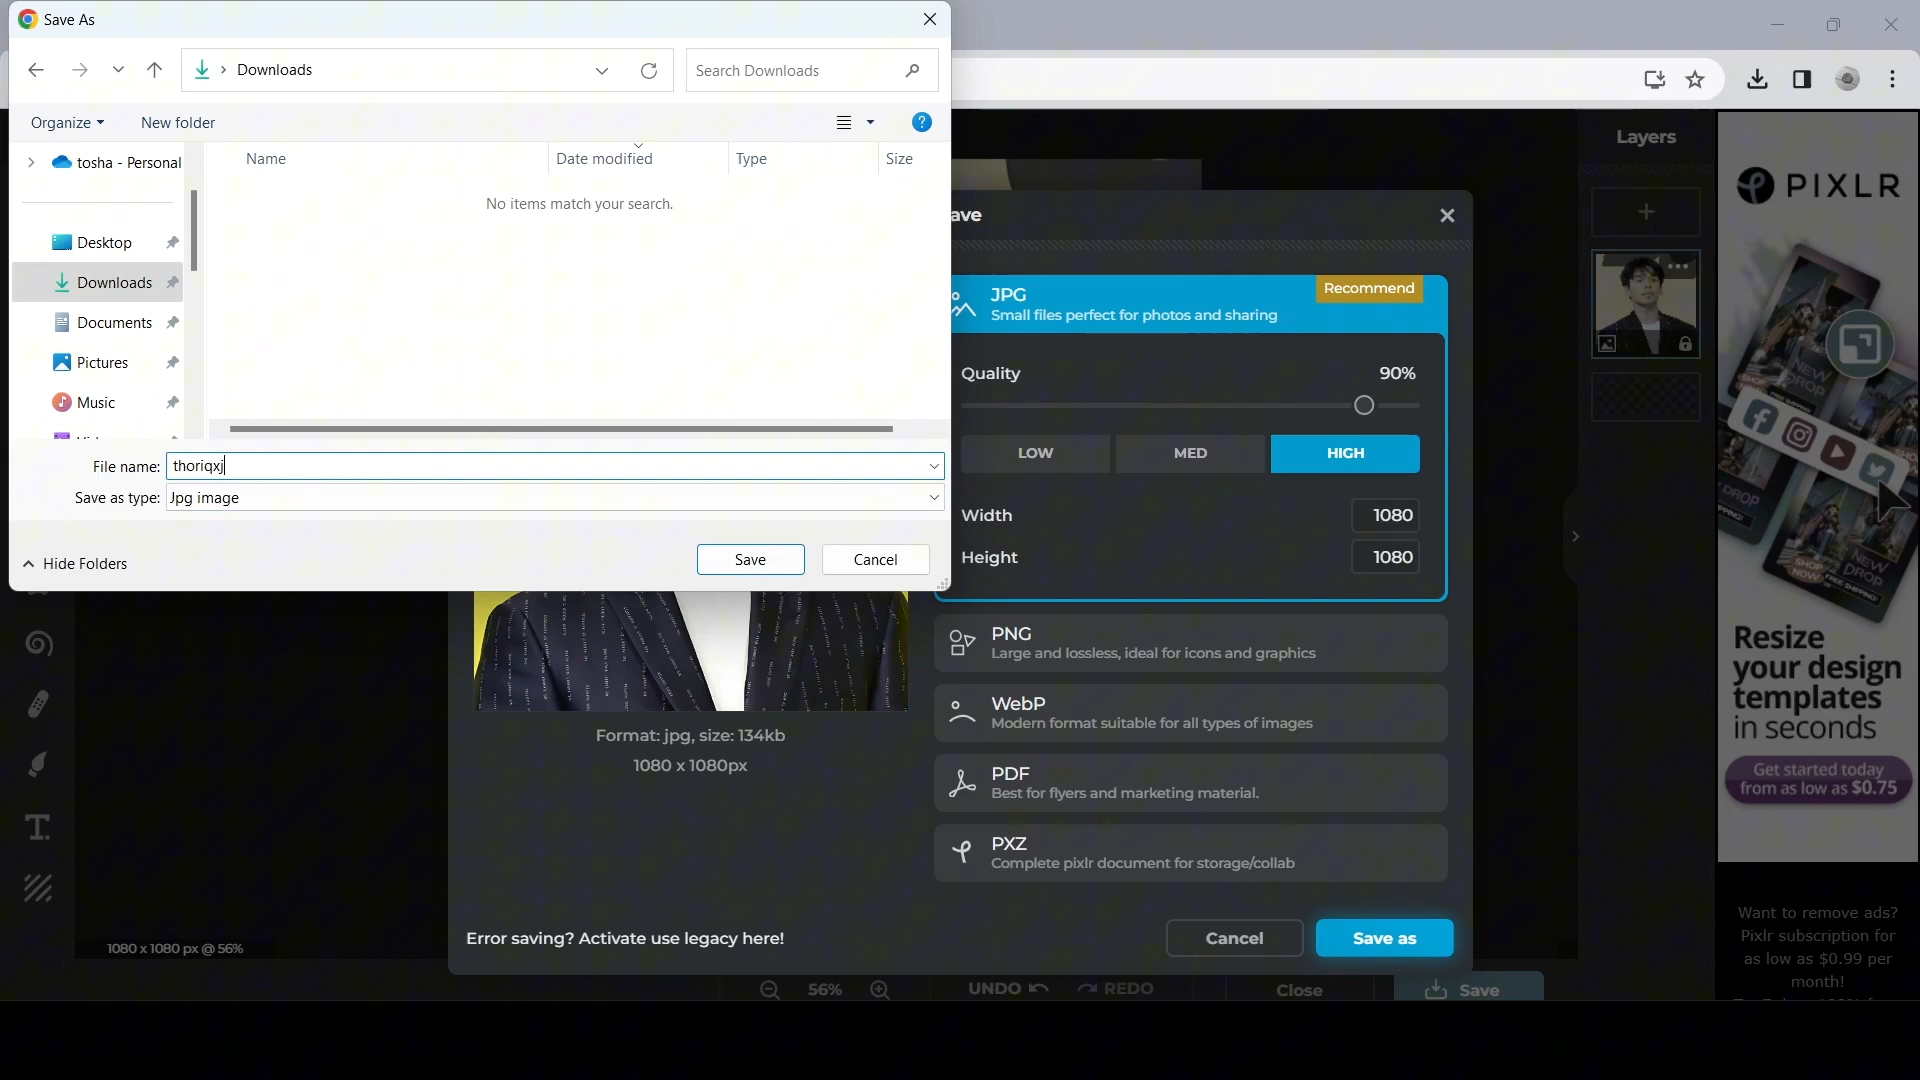 Save As
Downloads
Search Downloads
Organize
New folder
tosha - Personal
Name
Date modified
Type
Size
No items match your search.
Desktop
Downloads
Documents
Pictures
Music
File name: thoriqxj
Save as type: Jpg image
Hide Folders
Save
Cancel
ave
JPG
Small files perfect for photos and sharing
Recommend
Quality
90%
LOW
MED
HIGH
Width
1080
Height
1080
PNG
Large and lossless, ideal for icons and graphics
WebP
Modern format suitable for all types of images
PDF
Best for flyers and marketing material.
PXZ
Complete pixlr document for storage/collab
Format: jpg, size: 134kb
1080 x 1080px
Error saving? Activate use legacy here!
Cancel
Save as
1080 x 1080 px @ 56%
56%
UNDO
REDO
Close
Save
Layers
PIXLR
Resize
your design
templates
in seconds
Get started today
from as low as $0.75
Want to remove ads?
Pixlr subscription for
as low as $0.99 per
month!